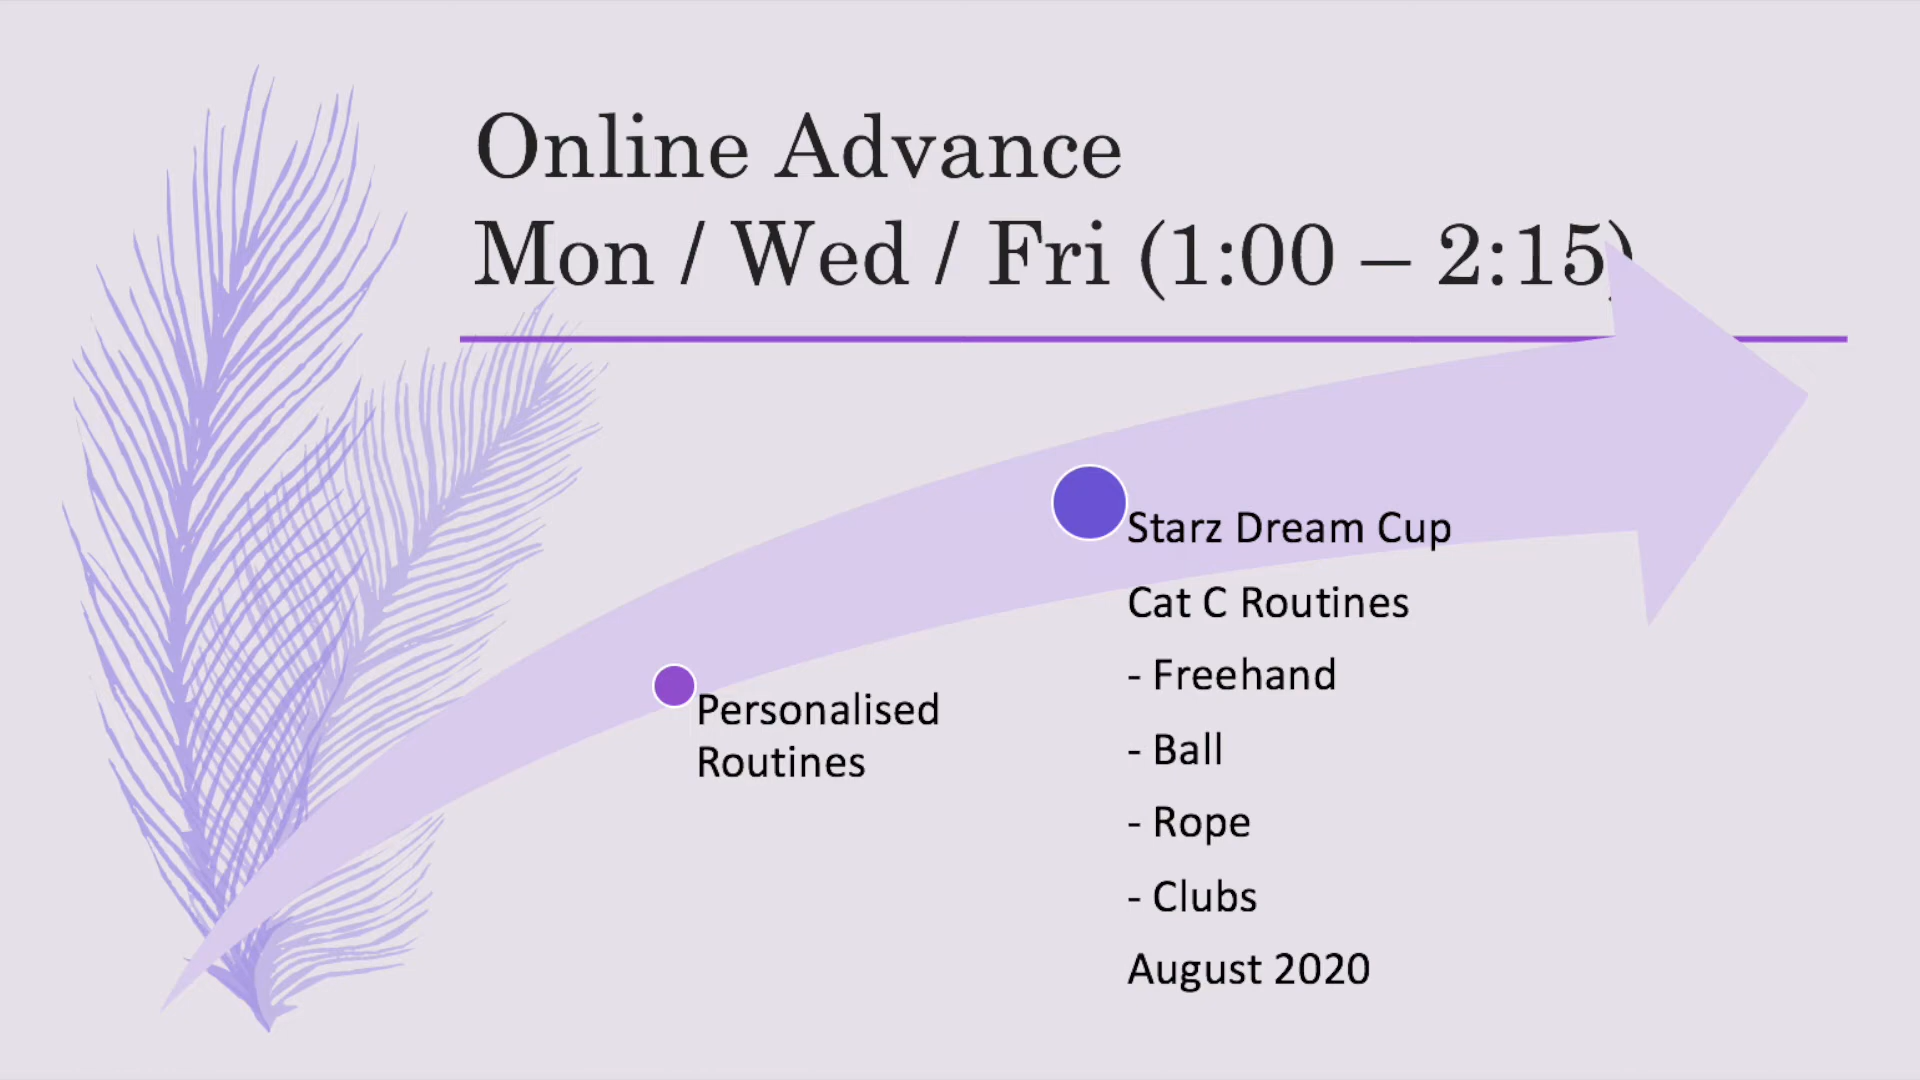 Online Advance
Mon / Wed / Fri (1:00 – 2:15)
Personalised
Routines
Starz Dream Cup
Cat C Routines
- Freehand
- Ball
- Rope
- Clubs
August 2020